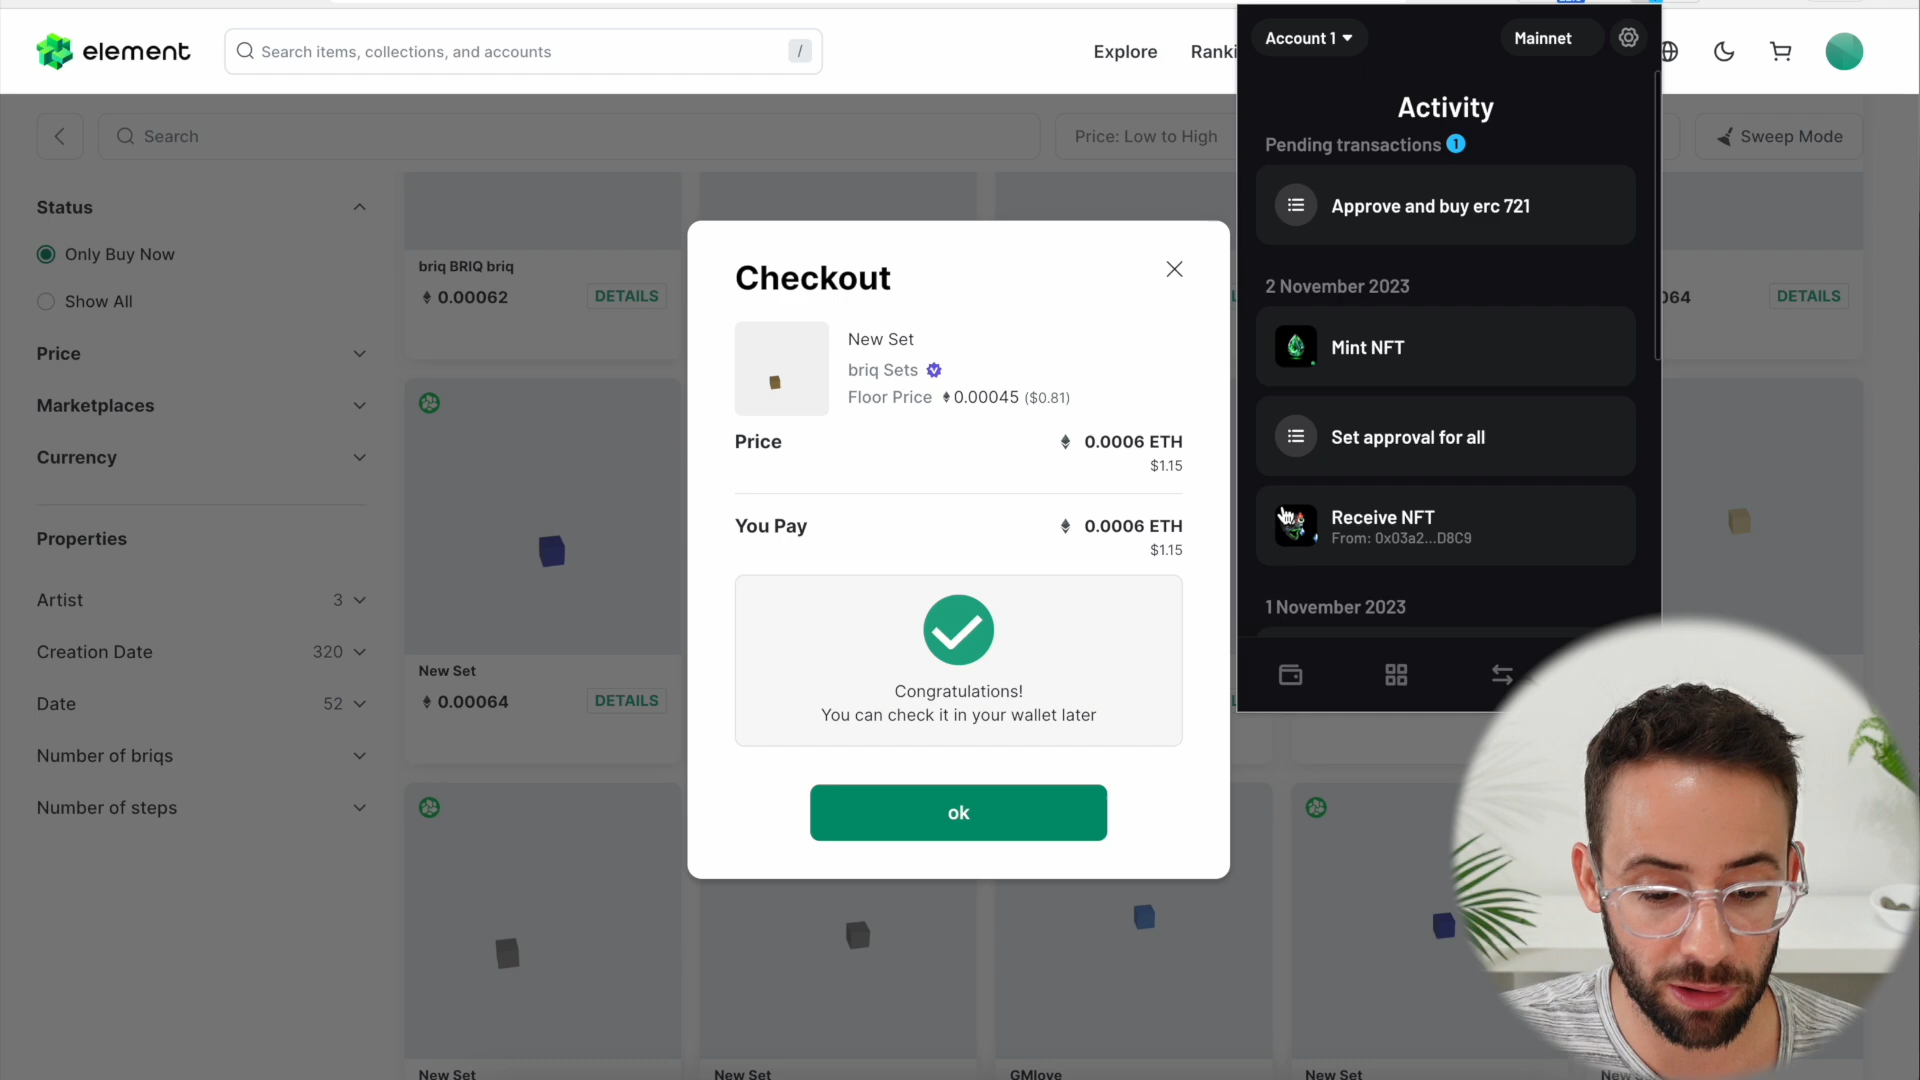 element
Search items, collections, and accounts
/
Explore
Ranki
Search
Price: Low to High
Sweep Mode
Status
Only Buy Now
Show All
Price
Marketplaces
Currency
Properties
Artist 3
Creation Date 320
Date 52
Number of briqs
Number of steps
briq BRIQ briq
0.00062
DETAILS
New Set
0.00064
DETAILS
New Set
New Set
GMlove
New Set
064
DETAILS
Checkout
New Set
briq Sets
Floor Price 0.00045 ($0.81)
Price 0.0006 ETH
$1.15
You Pay 0.0006 ETH
$1.15
Congratulations!
You can check it in your wallet later
ok
Account 1
Mainnet
Activity
Pending transactions 1
Approve and buy erc 721
2 November 2023
Mint NFT
Set approval for all
Receive NFT
From: 0x03a2...D8C9
1 November 2023